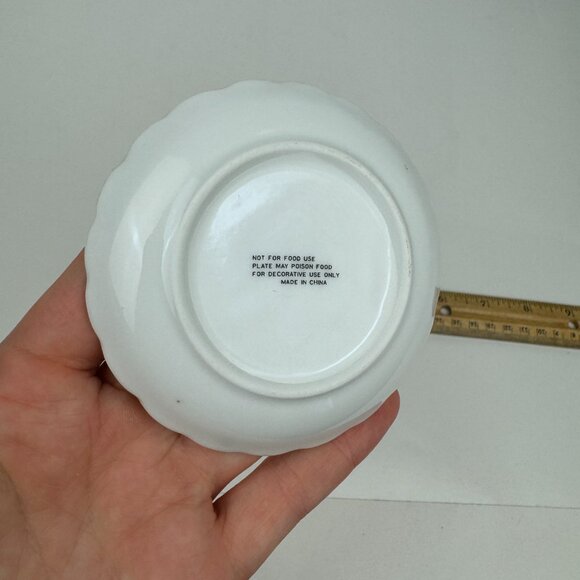 NOT FOR FOOD USE
PLATE MAY POISON FOOD
FOR DECORATIVE USE ONLY
MADE IN CHINA